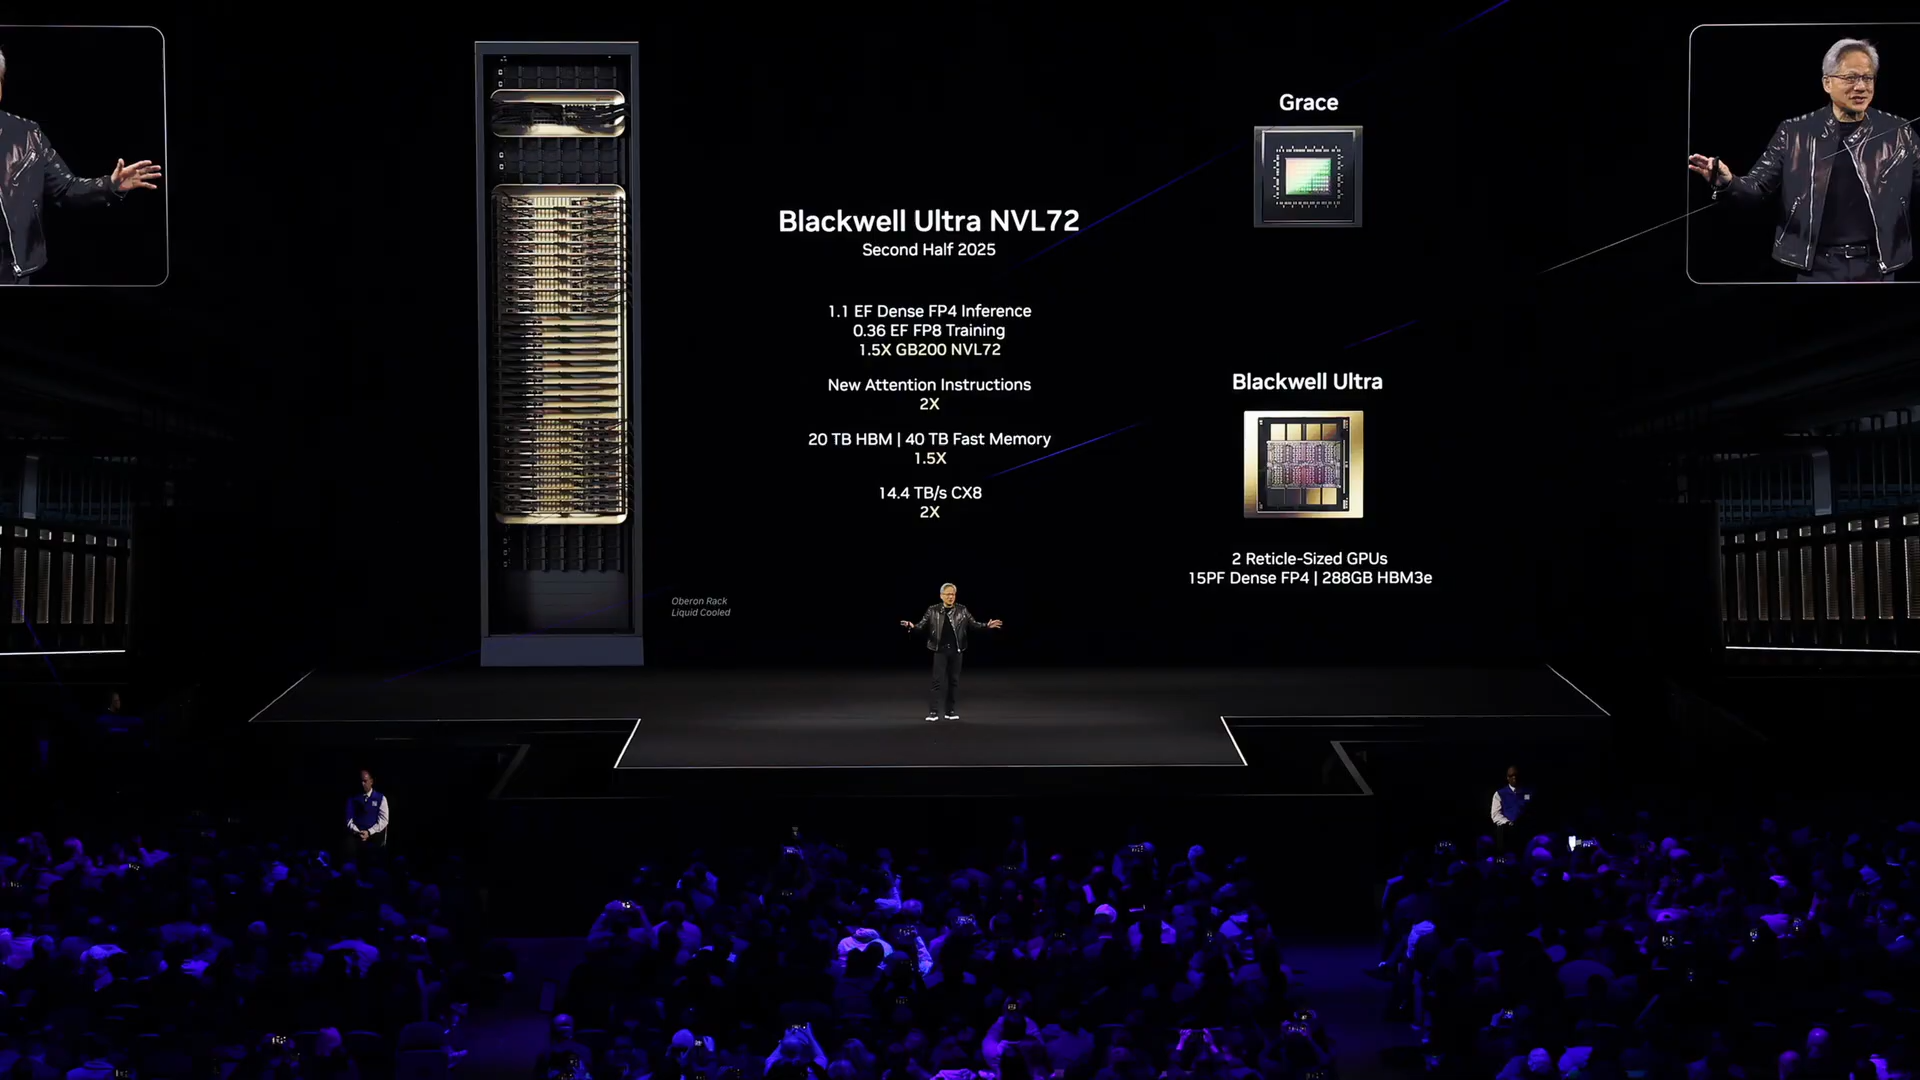 Blackwell Ultra NVL72
Second Half 2025
1.1 EF Dense FP4 Inference
0.36 EF FP8 Training
1.5X GB200 NVL72
New Attention Instructions
2X
20 TB HBM | 40 TB Fast Memory
1.5X
14.4 TB/s CX8
2X
Oberon Rack
Liquid Cooled
Grace
Blackwell Ultra
2 Reticle-Sized GPUs
15PF Dense FP4 | 288GB HBM3e